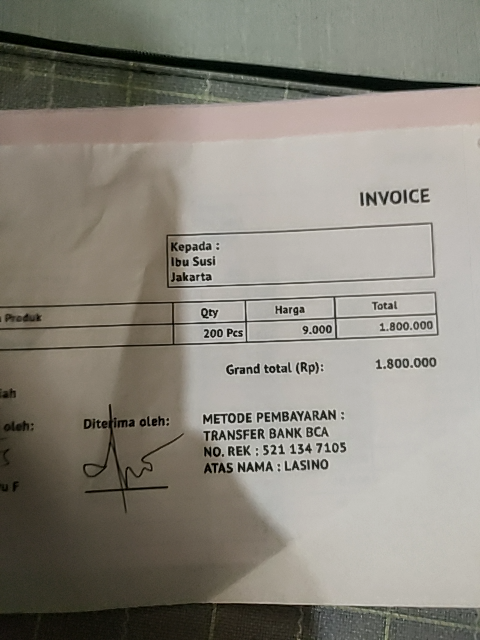 INVOICE
Kepada :
Ibu Susi
Jakarta
Produk Qty Harga Total
200 Pcs 9.000 1.800.000
Grand total (Rp): 1.800.000
iah
oleh: Diterima oleh:
u F
METODE PEMBAYARAN :
TRANSFER BANK BCA
NO. REK : 521 134 7105
ATAS NAMA : LASINO